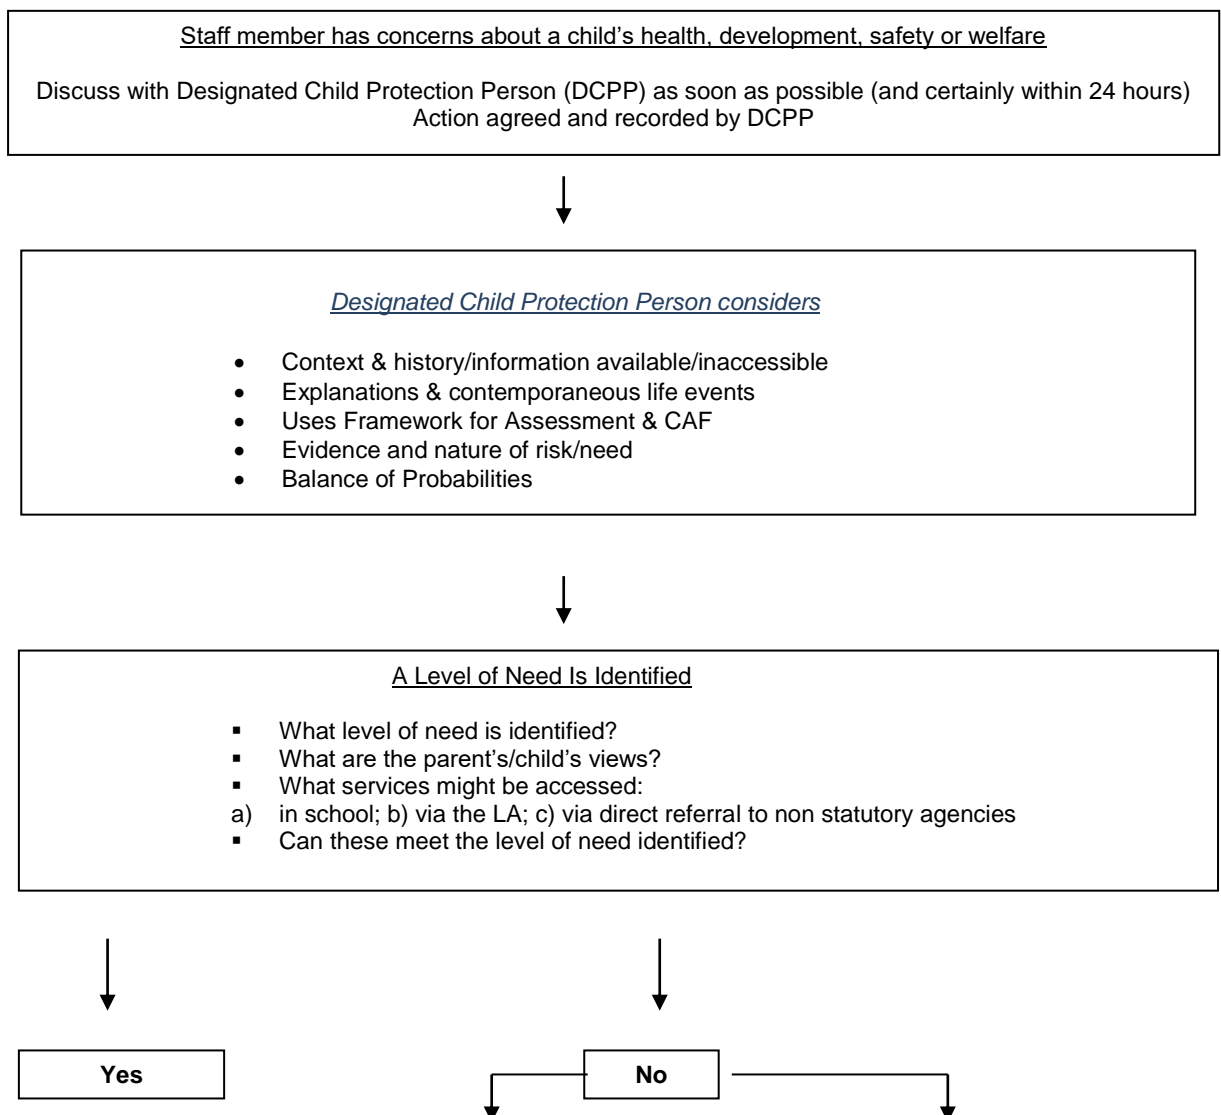 Staff member has concerns about a child’s health, development, safety or welfare
Discuss with Designated Child Protection Person (DCPP) as soon as possible (and certainly within 24 hours)
Action agreed and recorded by DCPP
Designated Child Protection Person considers
• Context & history/information available/inaccessible
• Explanations & contemporaneous life events
• Uses Framework for Assessment & CAF
• Evidence and nature of risk/need
• Balance of Probabilities
A Level of Need Is Identified
▪ What level of need is identified?
▪ What are the parent’s/child’s views?
▪ What services might be accessed:
a) in school; b) via the LA; c) via direct referral to non statutory agencies
▪ Can these meet the level of need identified?
Yes
No